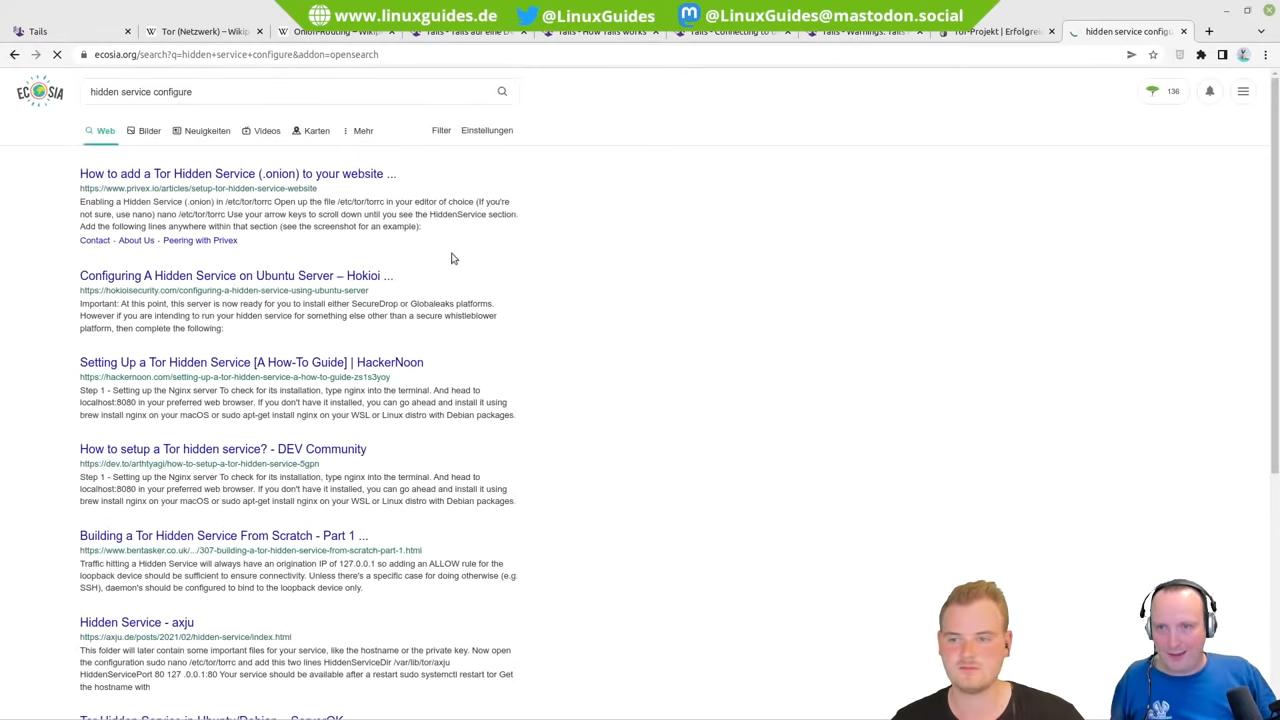 www.linuxguides.de @LinuxGuides @LinuxGuides@mastodon.social
Tails Tor (Netzwerk) – Wikip Onion-Routing – Wikip Tails - Tails auf eine D Tails - How Tails works Tails - Connecting to t Tails - Warnings: Tails Tor-Projekt | Erfolgrei hidden service configu
ecosia.org/search?q=hidden+service+configure&addon=opensearch
ECOSIA
hidden service configure
136
Web Bilder Neuigkeiten Videos Karten Mehr Filter Einstellungen
How to add a Tor Hidden Service (.onion) to your website ...
https://www.privex.io/articles/setup-tor-hidden-service-website
Enabling a Hidden Service (.onion) in /etc/tor/torrc Open up the file /etc/tor/torrc in your editor of choice (If you're
not sure, use nano) nano /etc/tor/torrc Use your arrow keys to scroll down until you see the HiddenService section.
Add the following lines anywhere within that section (see the screenshot for an example):
Contact · About Us · Peering with Privex
Configuring A Hidden Service on Ubuntu Server – Hokioi ...
https://hokioisecurity.com/configuring-a-hidden-service-using-ubuntu-server
Important: At this point, this server is now ready for you to install either SecureDrop or Globaleaks platforms.
However if you are intending to run your hidden service for something else other than a secure whistleblower
platform, then complete the following:
Setting Up a Tor Hidden Service [A How-To Guide] | HackerNoon
https://hackernoon.com/setting-up-a-tor-hidden-service-a-how-to-guide-zs1s3yoy
Step 1 - Setting up the Nginx server To check for its installation, type nginx into the terminal. And head to
localhost:8080 in your preferred web browser. If you don't have it installed, you can go ahead and install it using
brew install nginx on your macOS or sudo apt-get install nginx on your WSL or Linux distro with Debian packages.
How to setup a Tor hidden service? - DEV Community
https://dev.to/arthtyagi/how-to-setup-a-tor-hidden-service-5gpn
Step 1 - Setting up the Nginx server To check for its installation, type nginx into the terminal. And head to
localhost:8080 in your preferred web browser. If you don't have it installed, you can go ahead and install it using
brew install nginx on your macOS or sudo apt-get install nginx on your WSL or Linux distro with Debian packages.
Building a Tor Hidden Service From Scratch - Part 1 ...
https://www.bentasker.co.uk/.../307-building-a-tor-hidden-service-from-scratch-part-1.html
Traffic hitting a Hidden Service will always have an origination IP of 127.0.0.1 so adding an ALLOW rule for the
loopback device should be sufficient to ensure connectivity. Unless there's a specific case for doing otherwise (e.g.
SSH), daemon's should be configured to bind to the loopback device only.
Hidden Service - axju
https://axju.de/posts/2021/02/hidden-service/index.html
This folder will later contain some important files for your service, like the hostname or the private key. Now open
the configuration sudo nano /etc/tor/torrc and add this two lines HiddenServiceDir /var/lib/tor/axju
HiddenServicePort 80 127 .0.0.1:80 Your service should be available after a restart sudo systemctl restart tor Get
the hostname with
Tor Hidden Service in Ubuntu/Debian – ServerOK